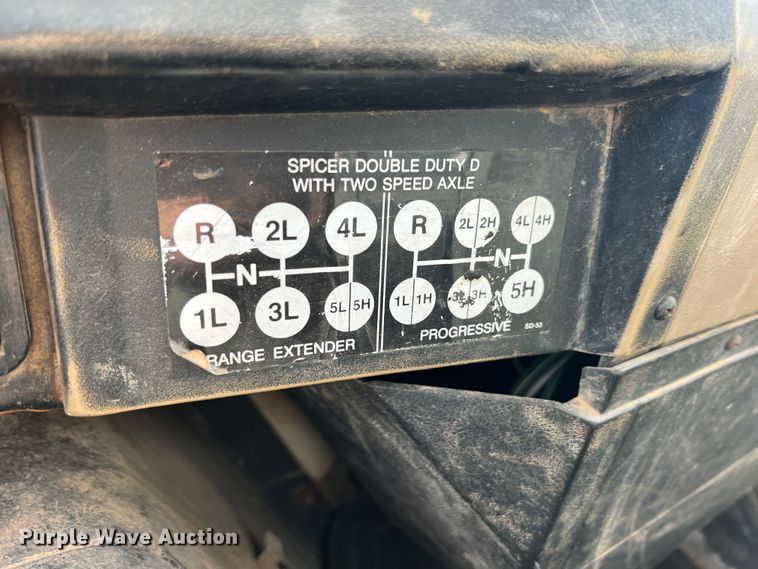 SPICER DOUBLE DUTY D
WITH TWO SPEED AXLE
R 2L 4L R 2L 2H 4L 4H
N N
1L 3L 5L 5H 1L 1H 3H 5H
RANGE EXTENDER PROGRESSIVE SD-53
Purple Wave Auction